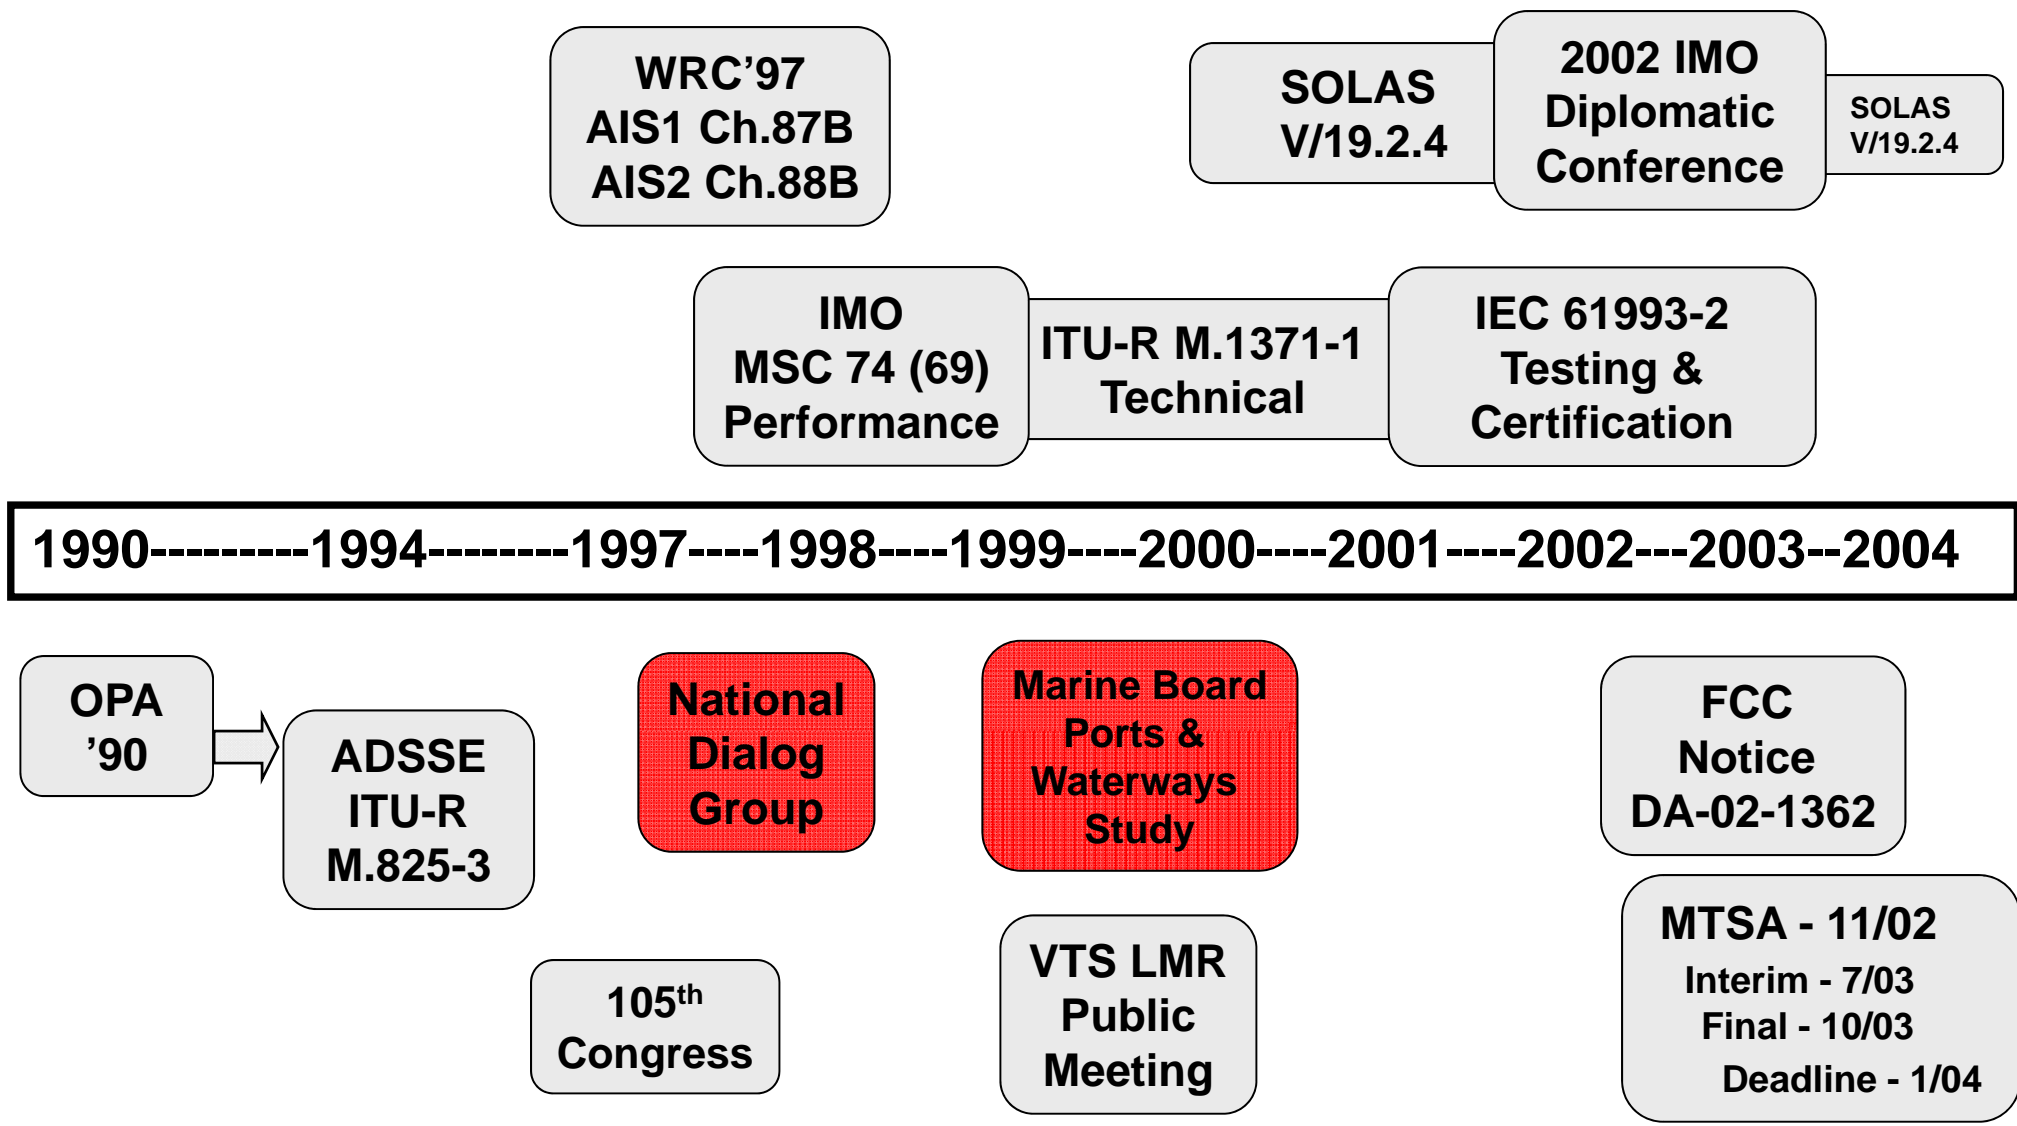 WRC’97
AIS1 Ch.87B
AIS2 Ch.88B
SOLAS
V/19.2.4
2002 IMO
Diplomatic
Conference
SOLAS
V/19.2.4
IMO
MSC 74 (69)
Performance
ITU-R M.1371-1
Technical
IEC 61993-2
Testing &
Certification
1990---------1994--------1997----1998----1999----2000----2001----2002---2003--2004
OPA
’90
ADSSE
ITU-R
M.825-3
National
Dialog
Group
Marine Board
Ports &
Waterways
Study
FCC
Notice
DA-02-1362
105th
Congress
VTS LMR
Public
Meeting
MTSA - 11/02
Interim - 7/03
Final - 10/03
Deadline - 1/04